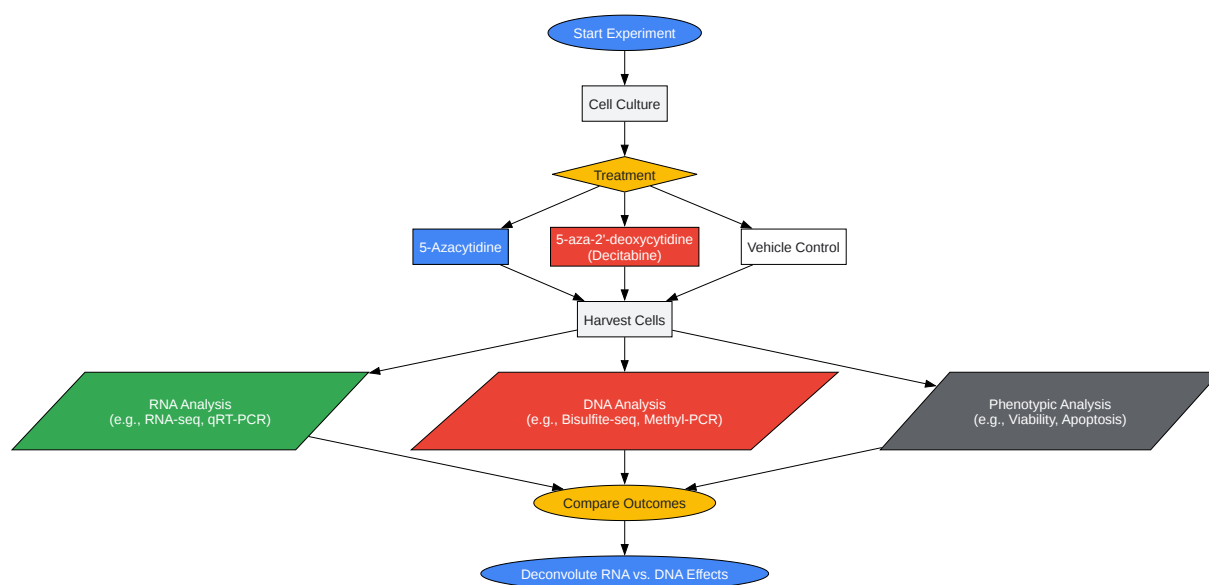 Start Experiment
Cell Culture
Treatment
5-Azacytidine
5-aza-2'-deoxycytidine
(Decitabine)
Vehicle Control
Harvest Cells
RNA Analysis
(e.g., RNA-seq, qRT-PCR)
DNA Analysis
(e.g., Bisulfite-seq, Methyl-PCR)
Phenotypic Analysis
(e.g., Viability, Apoptosis)
Compare Outcomes
Deconvolute RNA vs. DNA Effects